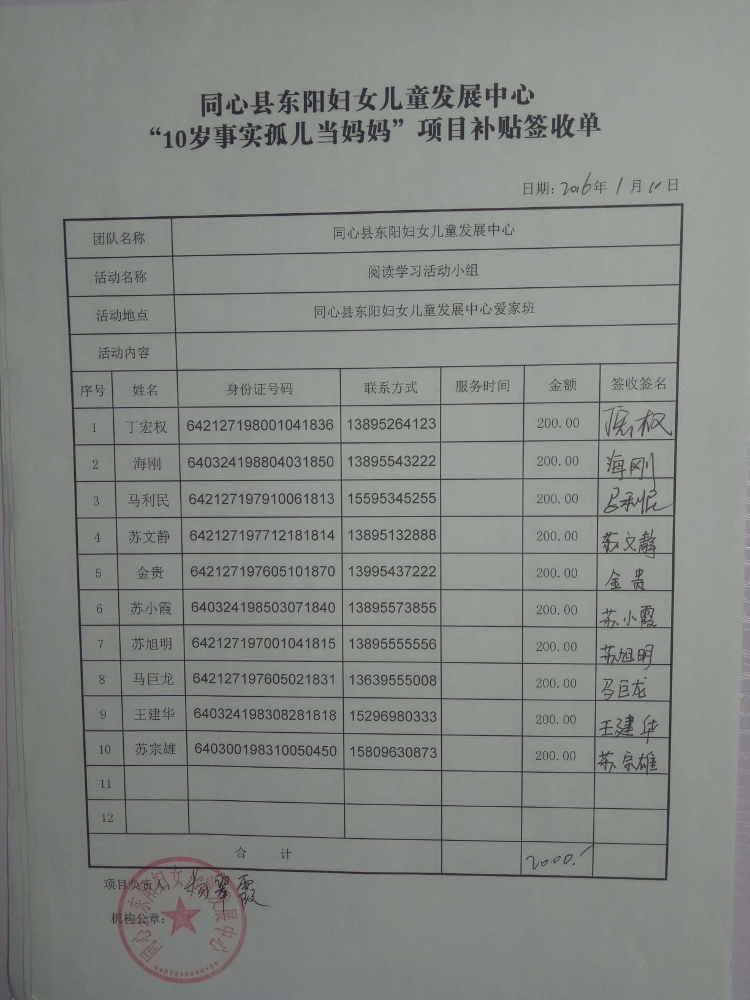 同心县东阳妇女儿童发展中心
“10岁事实孤儿当妈妈”项目补贴签收单
日期：2016年1月11日
团队名称 同心县东阳妇女儿童发展中心
活动名称 阅读学习活动小组
活动地点 同心县东阳妇女儿童发展中心爱家班
活动内容
序号 姓名 身份证号码 联系方式 服务时间 金额 签收签名
1 丁宏权 642127198001041836 13895264123 200.00 丁宏权
2 海刚 640324198804031850 13895543222 200.00 海刚
3 马利民 642127197910061813 15595345255 200.00 马利民
4 苏文静 642127197712181814 13895132888 200.00 苏文静
5 金贵 642127197605101870 13995437222 200.00 金贵
6 苏小霞 640324198503071840 13895573855 200.00 苏小霞
7 苏旭明 642127197001041815 13895555556 200.00 苏旭明
8 马巨龙 642127197605021831 13639555008 200.00 马巨龙
9 王建华 640324198308281818 15296980333 200.00 王建华
10 苏宗雄 640300198310050450 15809630873 200.00 苏宗雄
11
12
合 计 2000.-
项目负责人：杨翠霞
机构公章：
同心县东阳妇女儿童发展中心
6403240000129